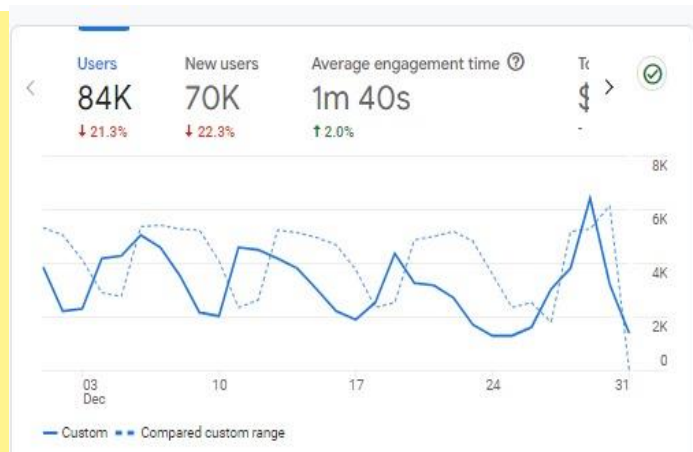 Users New users Average engagement time To
84K 70K 1m 40s $
↓ 21.3% ↓ 22.3% ↑ 2.0% -
8K
6K
4K
2K
0
03 10 17 24 31
Dec
Custom Compared custom range